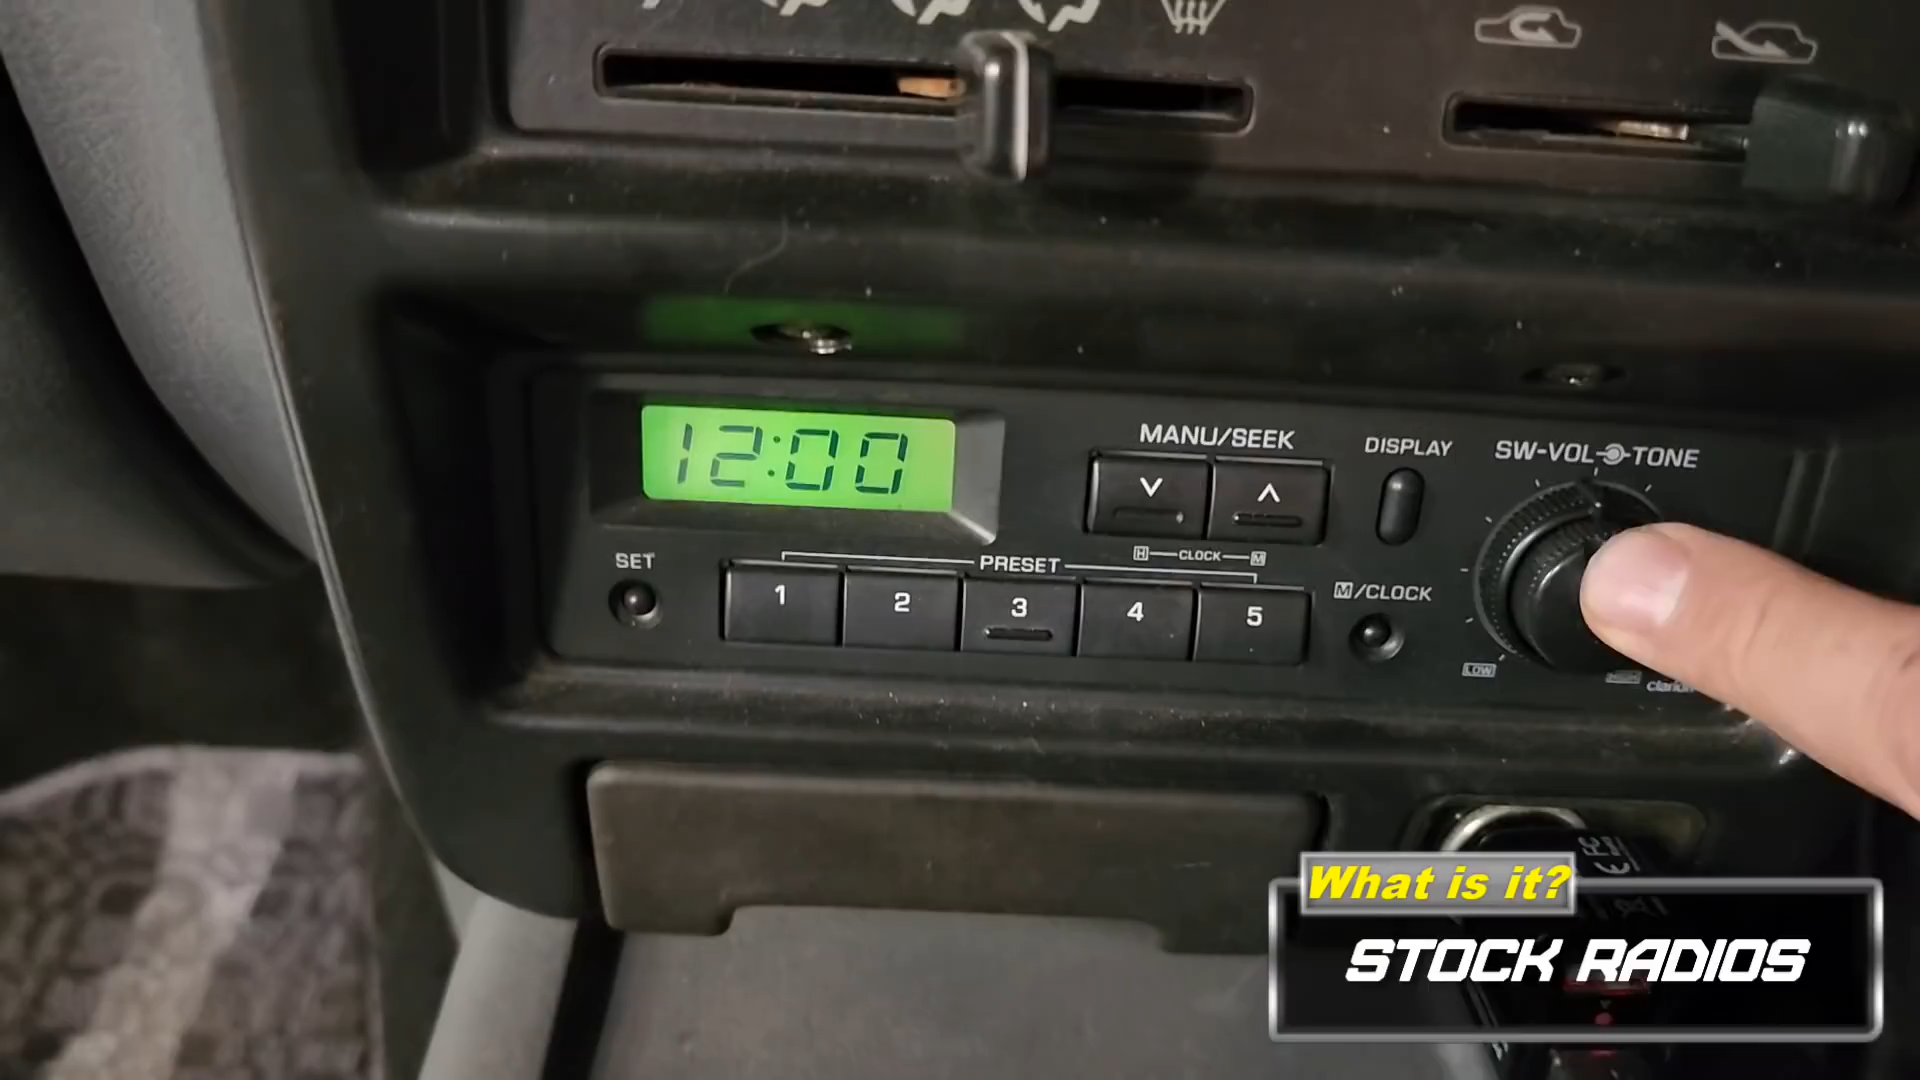 12:00
MANU/SEEK
DISPLAY
SW-VOL TONE
H CLOCK M
SET
PRESET
1 2 3 4 5
M/CLOCK
LOW
clarion
What is it?
STOCK RADIOS